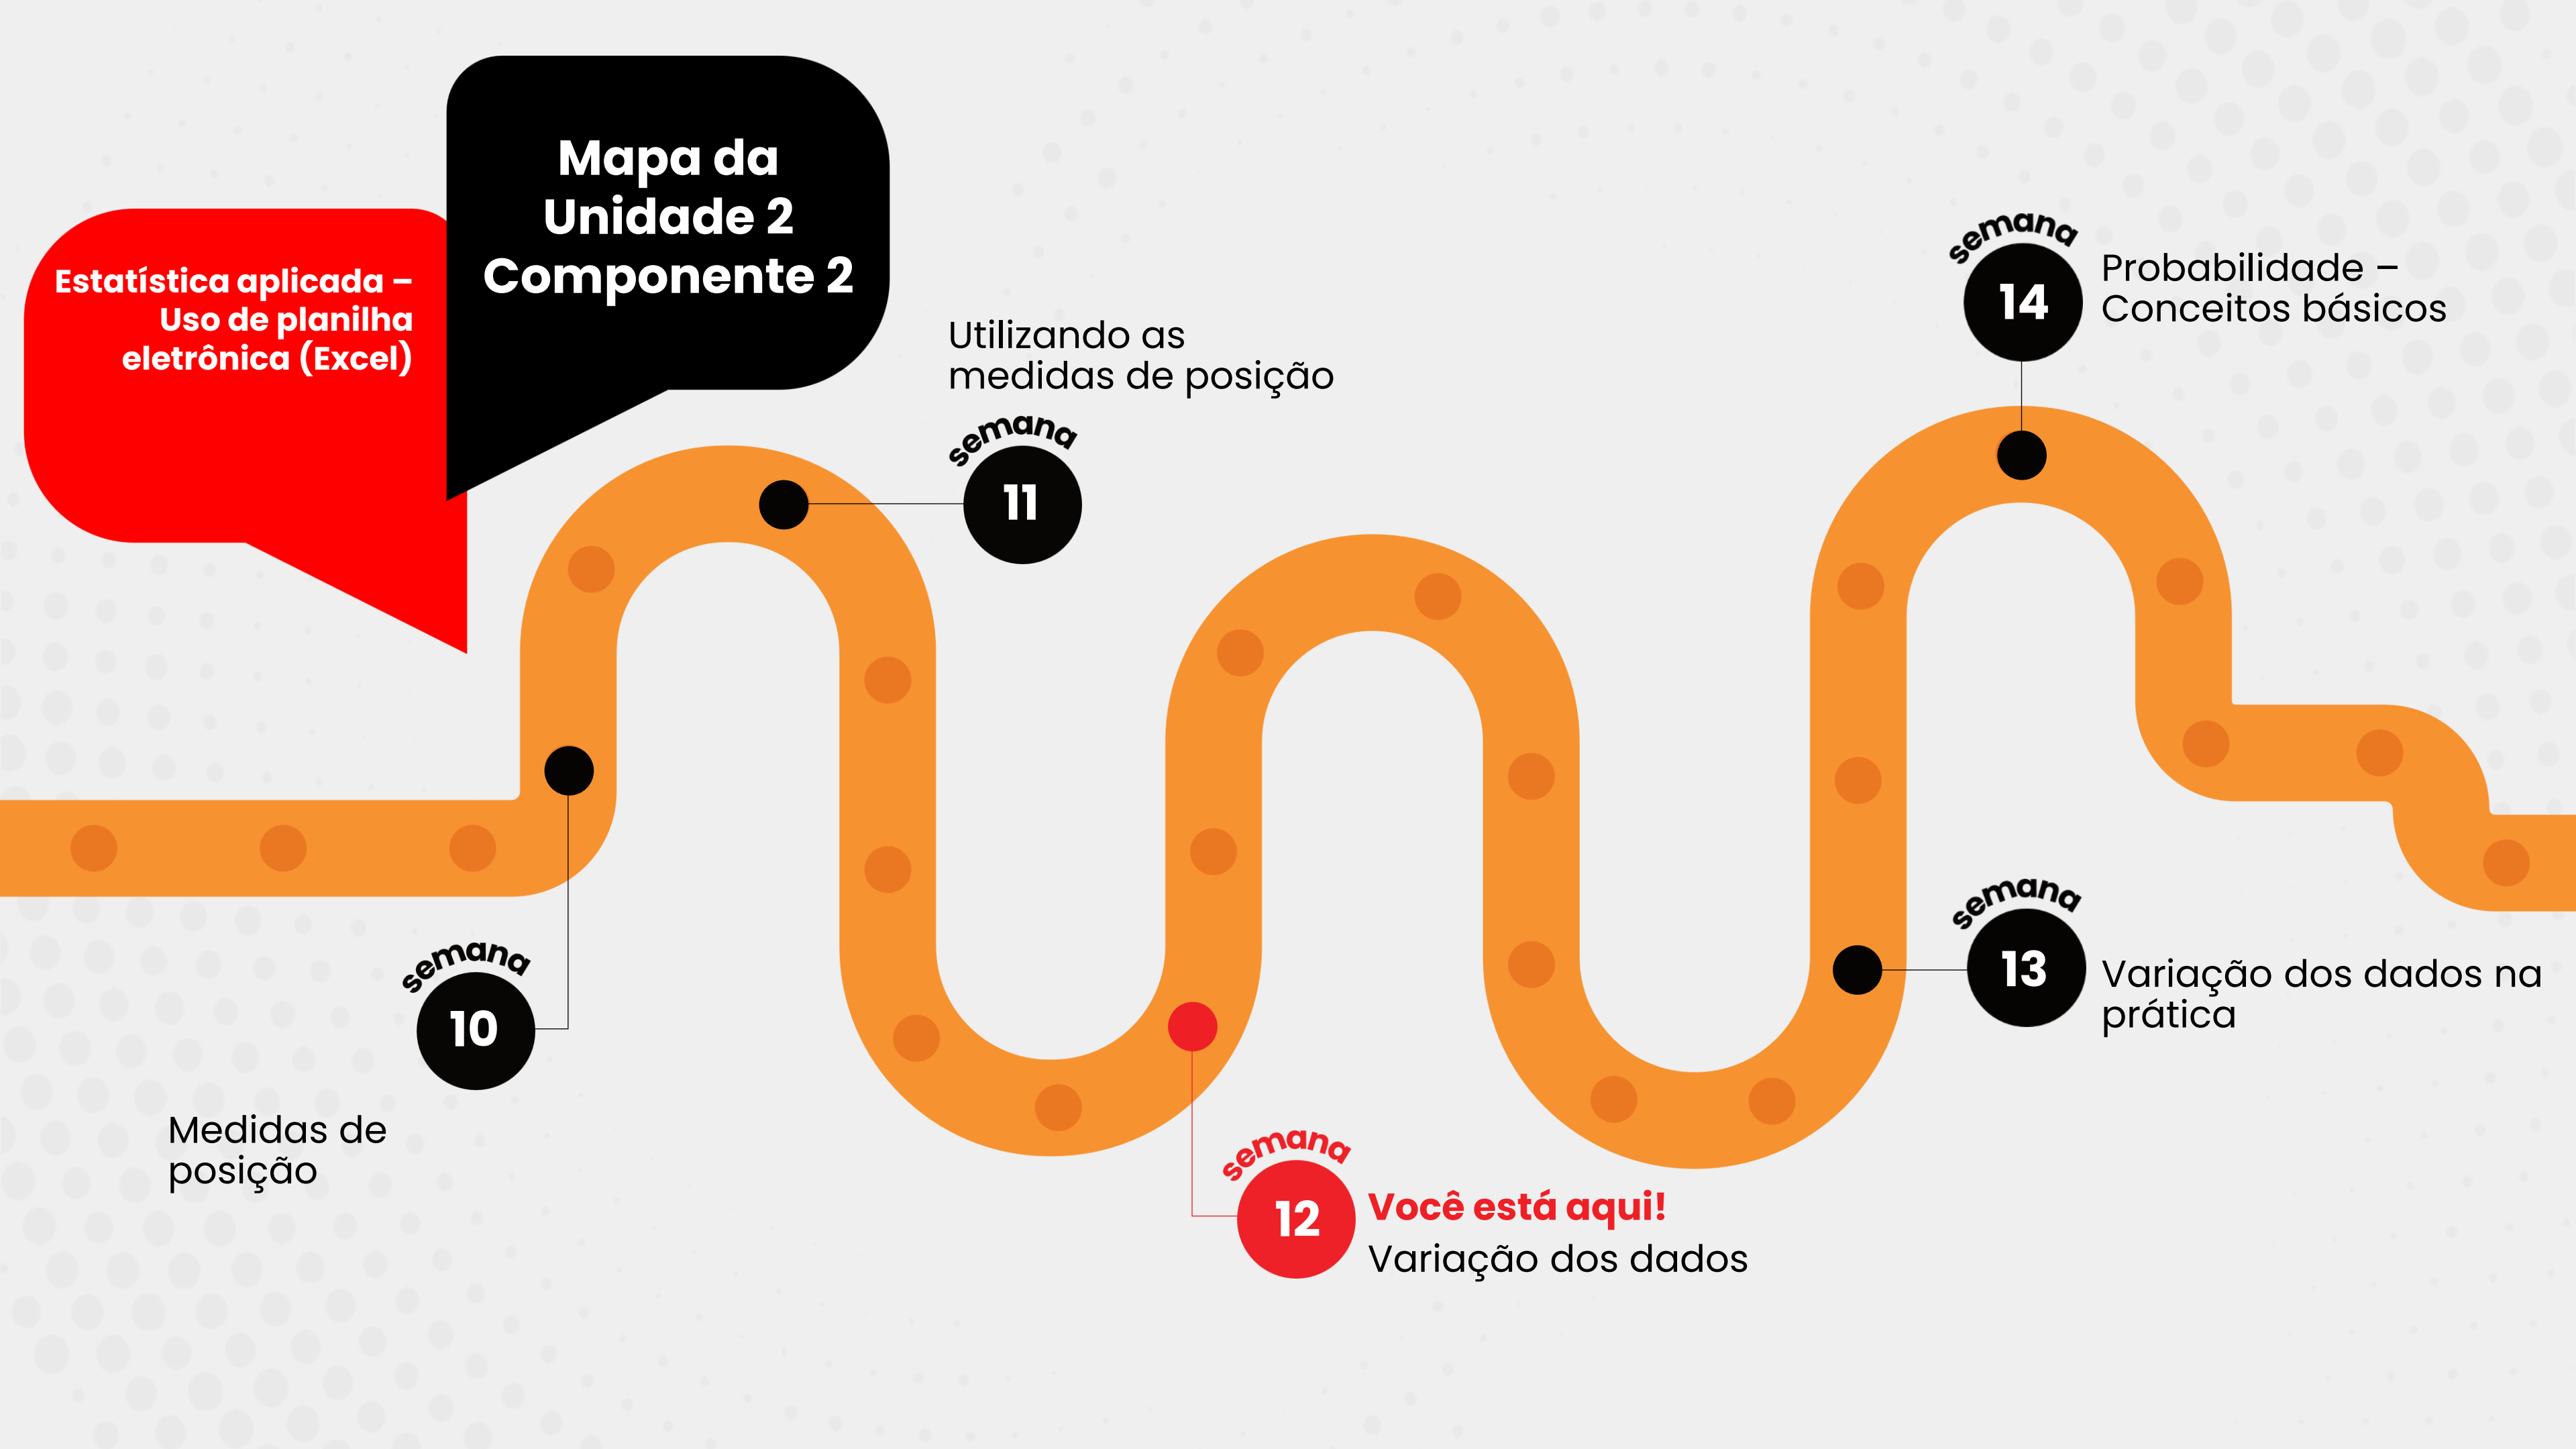 Mapa da
Unidade 2
Componente 2
Estatística aplicada –
Uso de planilha
eletrônica (Excel)
semana
10
Medidas de
posição
Utilizando as
medidas de posição
semana
11
semana
12
Você está aqui!
Variação dos dados
semana
13
Variação dos dados na
prática
semana
14
Probabilidade –
Conceitos básicos